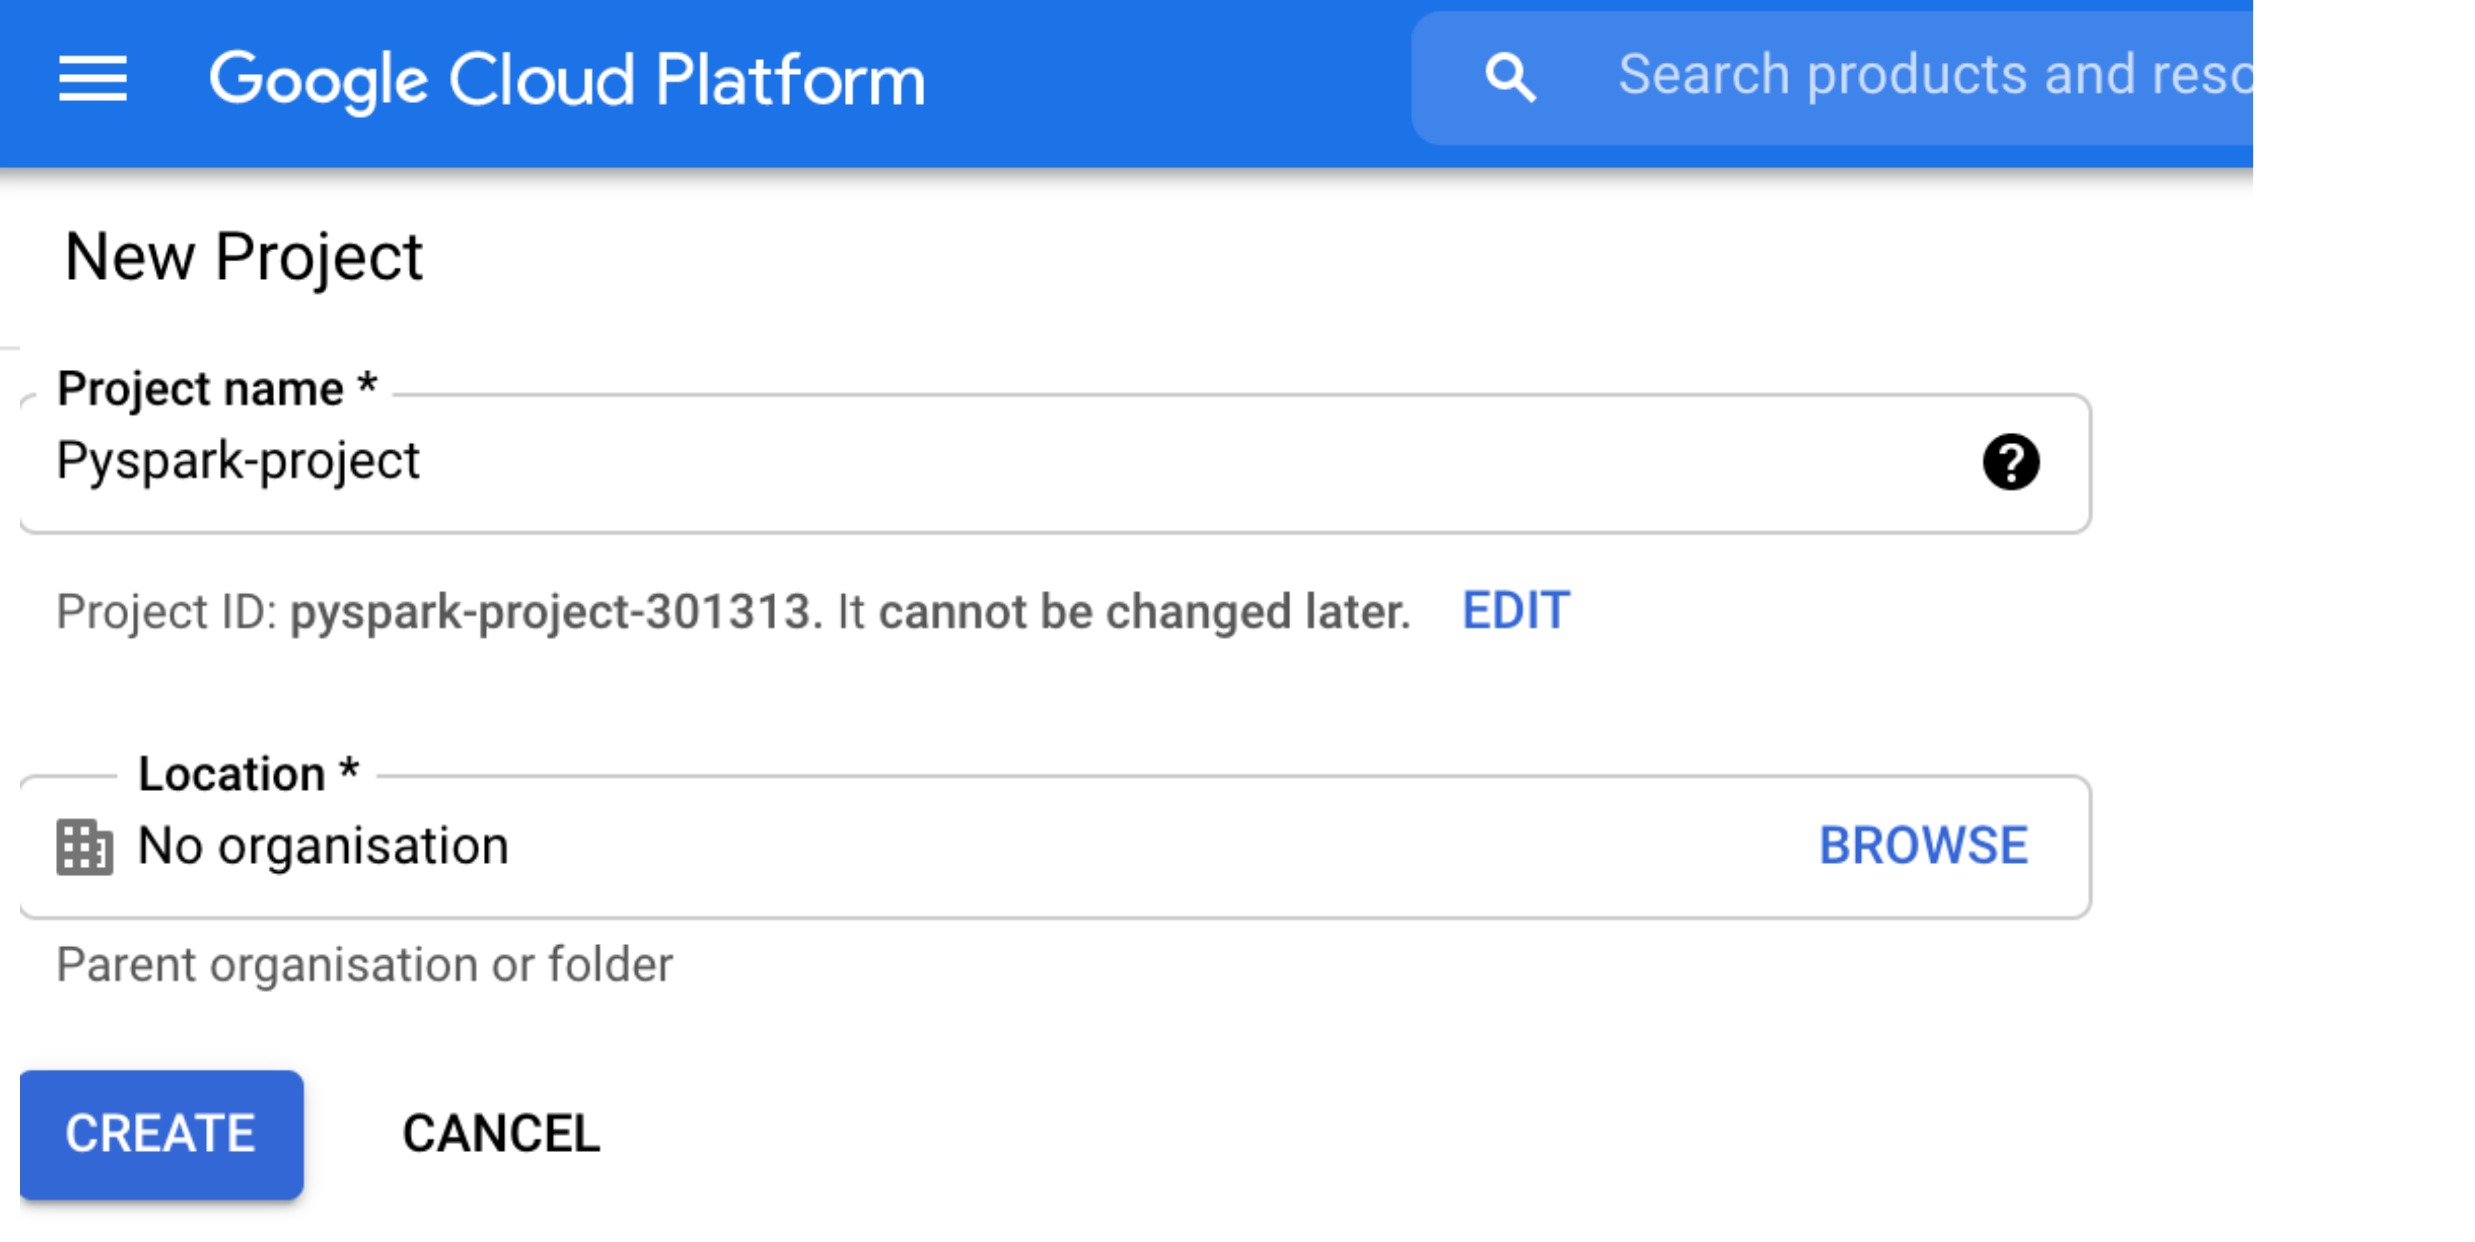 Google Cloud Platform
Search products and reso
New Project
Project name *
Pyspark-project
Project ID: pyspark-project-301313. It cannot be changed later. EDIT
Location *
No organisation BROWSE
Parent organisation or folder
CREATE CANCEL